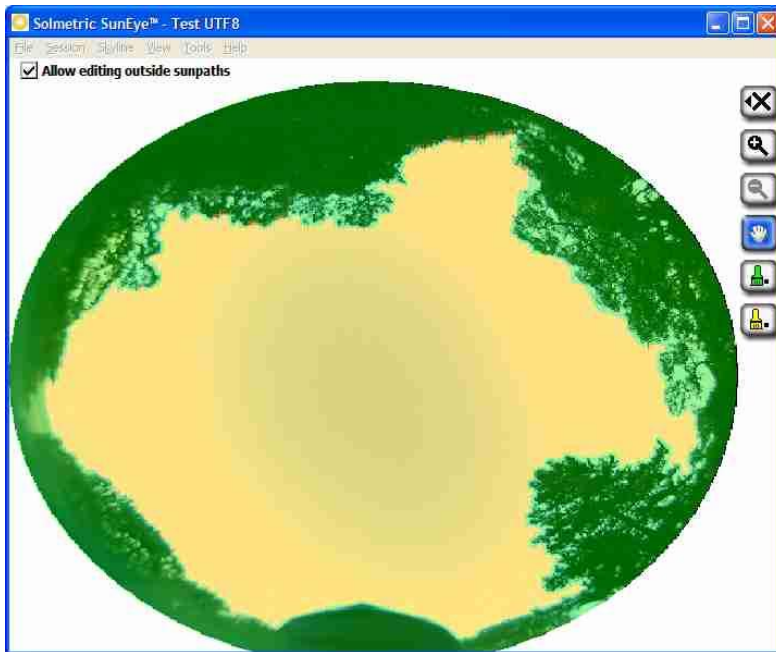 Solmetric SunEye™ - Test UTF8
File Session Skyline View Tools Help
Allow editing outside sunpaths